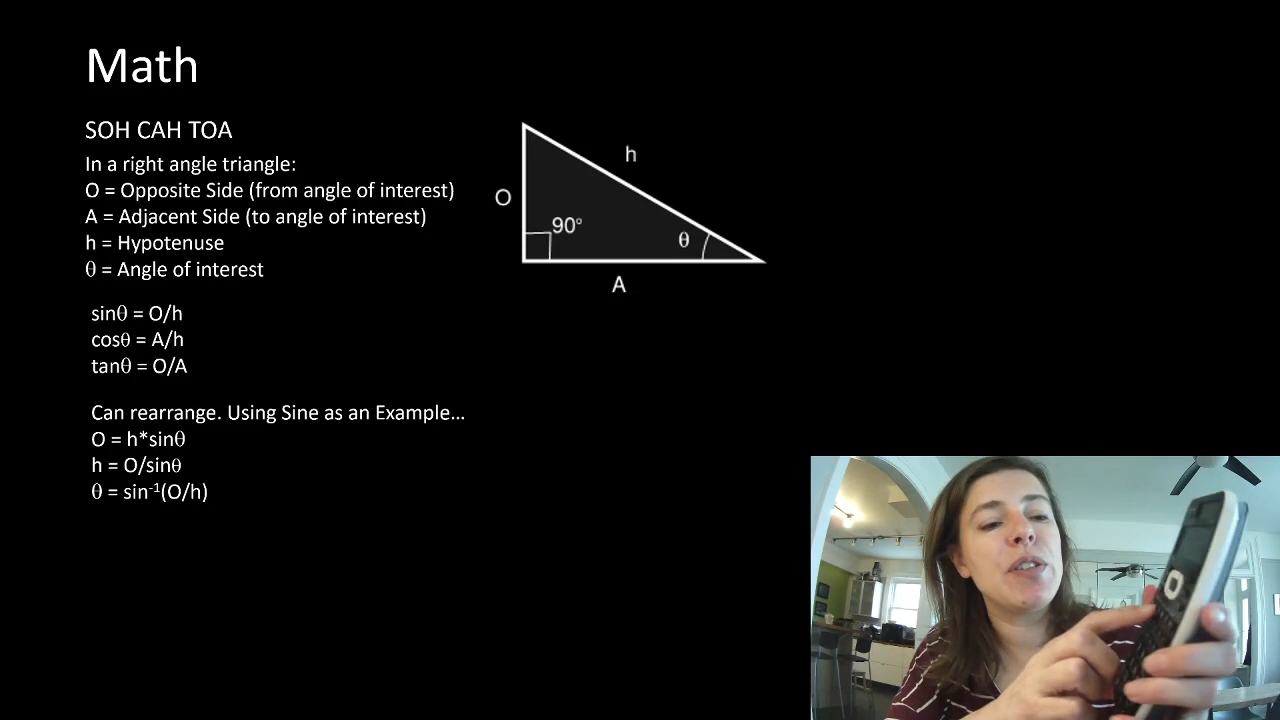 Math
SOH CAH TOA
In a right angle triangle:
O = Opposite Side (from angle of interest)
A = Adjacent Side (to angle of interest)
h = Hypotenuse
θ = Angle of interest
sinθ = O/h
cosθ = A/h
tanθ = O/A
Can rearrange. Using Sine as an Example...
O = h*sinθ
h = O/sinθ
θ = sin⁻¹(O/h)
h
O
90°
θ
A